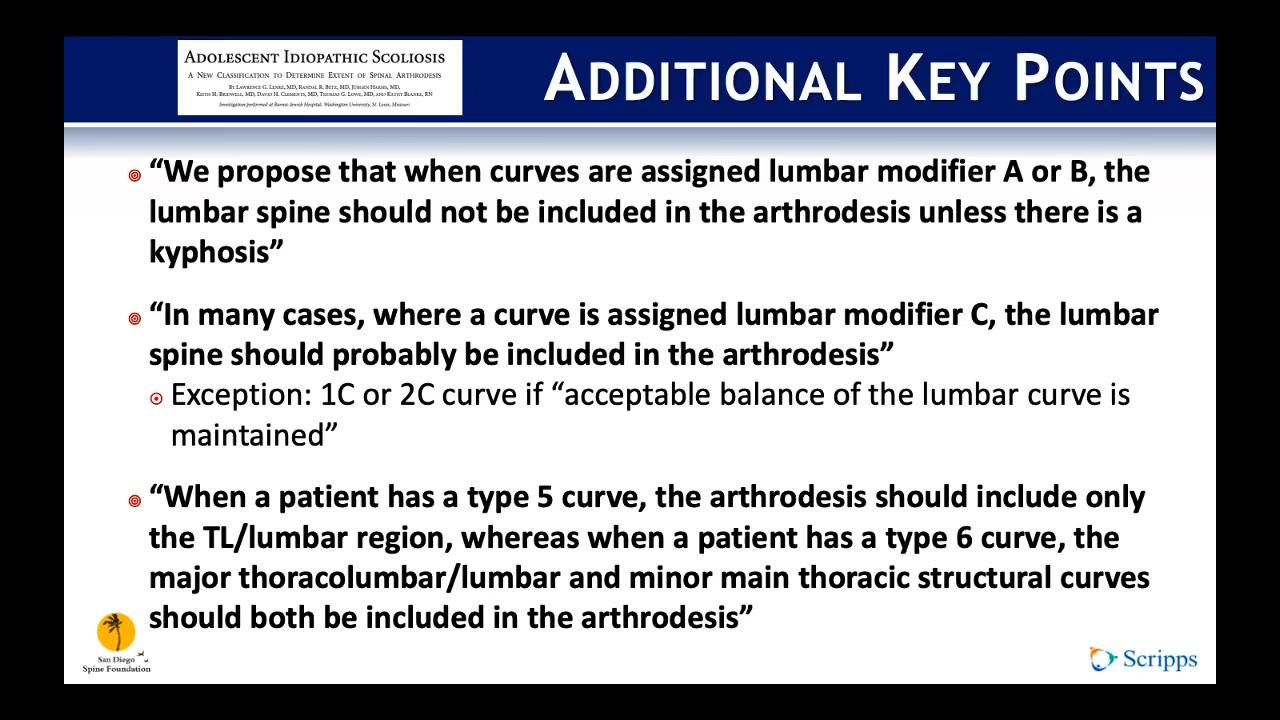 ADOLESCENT IDIOPATHIC SCOLIOSIS
A NEW CLASSIFICATION TO DETERMINE EXTENT OF SPINAL ARTHRODESIS
BY LAWRENCE G. LENKE, MD, RANDAL R. BETZ, MD, JÜRGEN HARMS, MD,
KEITH H. BRIDWELL, MD, DAVID H. CLEMENTS, MD, THOMAS G. LOWE, MD, AND KATHY BLANKE, RN
Investigation performed at Barnes-Jewish Hospital, Washington University, St. Louis, Missouri
ADDITIONAL KEY POINTS
“We propose that when curves are assigned lumbar modifier A or B, the
lumbar spine should not be included in the arthrodesis unless there is a
kyphosis”
“In many cases, where a curve is assigned lumbar modifier C, the lumbar
spine should probably be included in the arthrodesis”
Exception: 1C or 2C curve if “acceptable balance of the lumbar curve is
maintained”
“When a patient has a type 5 curve, the arthrodesis should include only
the TL/lumbar region, whereas when a patient has a type 6 curve, the
major thoracolumbar/lumbar and minor main thoracic structural curves
should both be included in the arthrodesis”
San Diego
Spine Foundation
Scripps